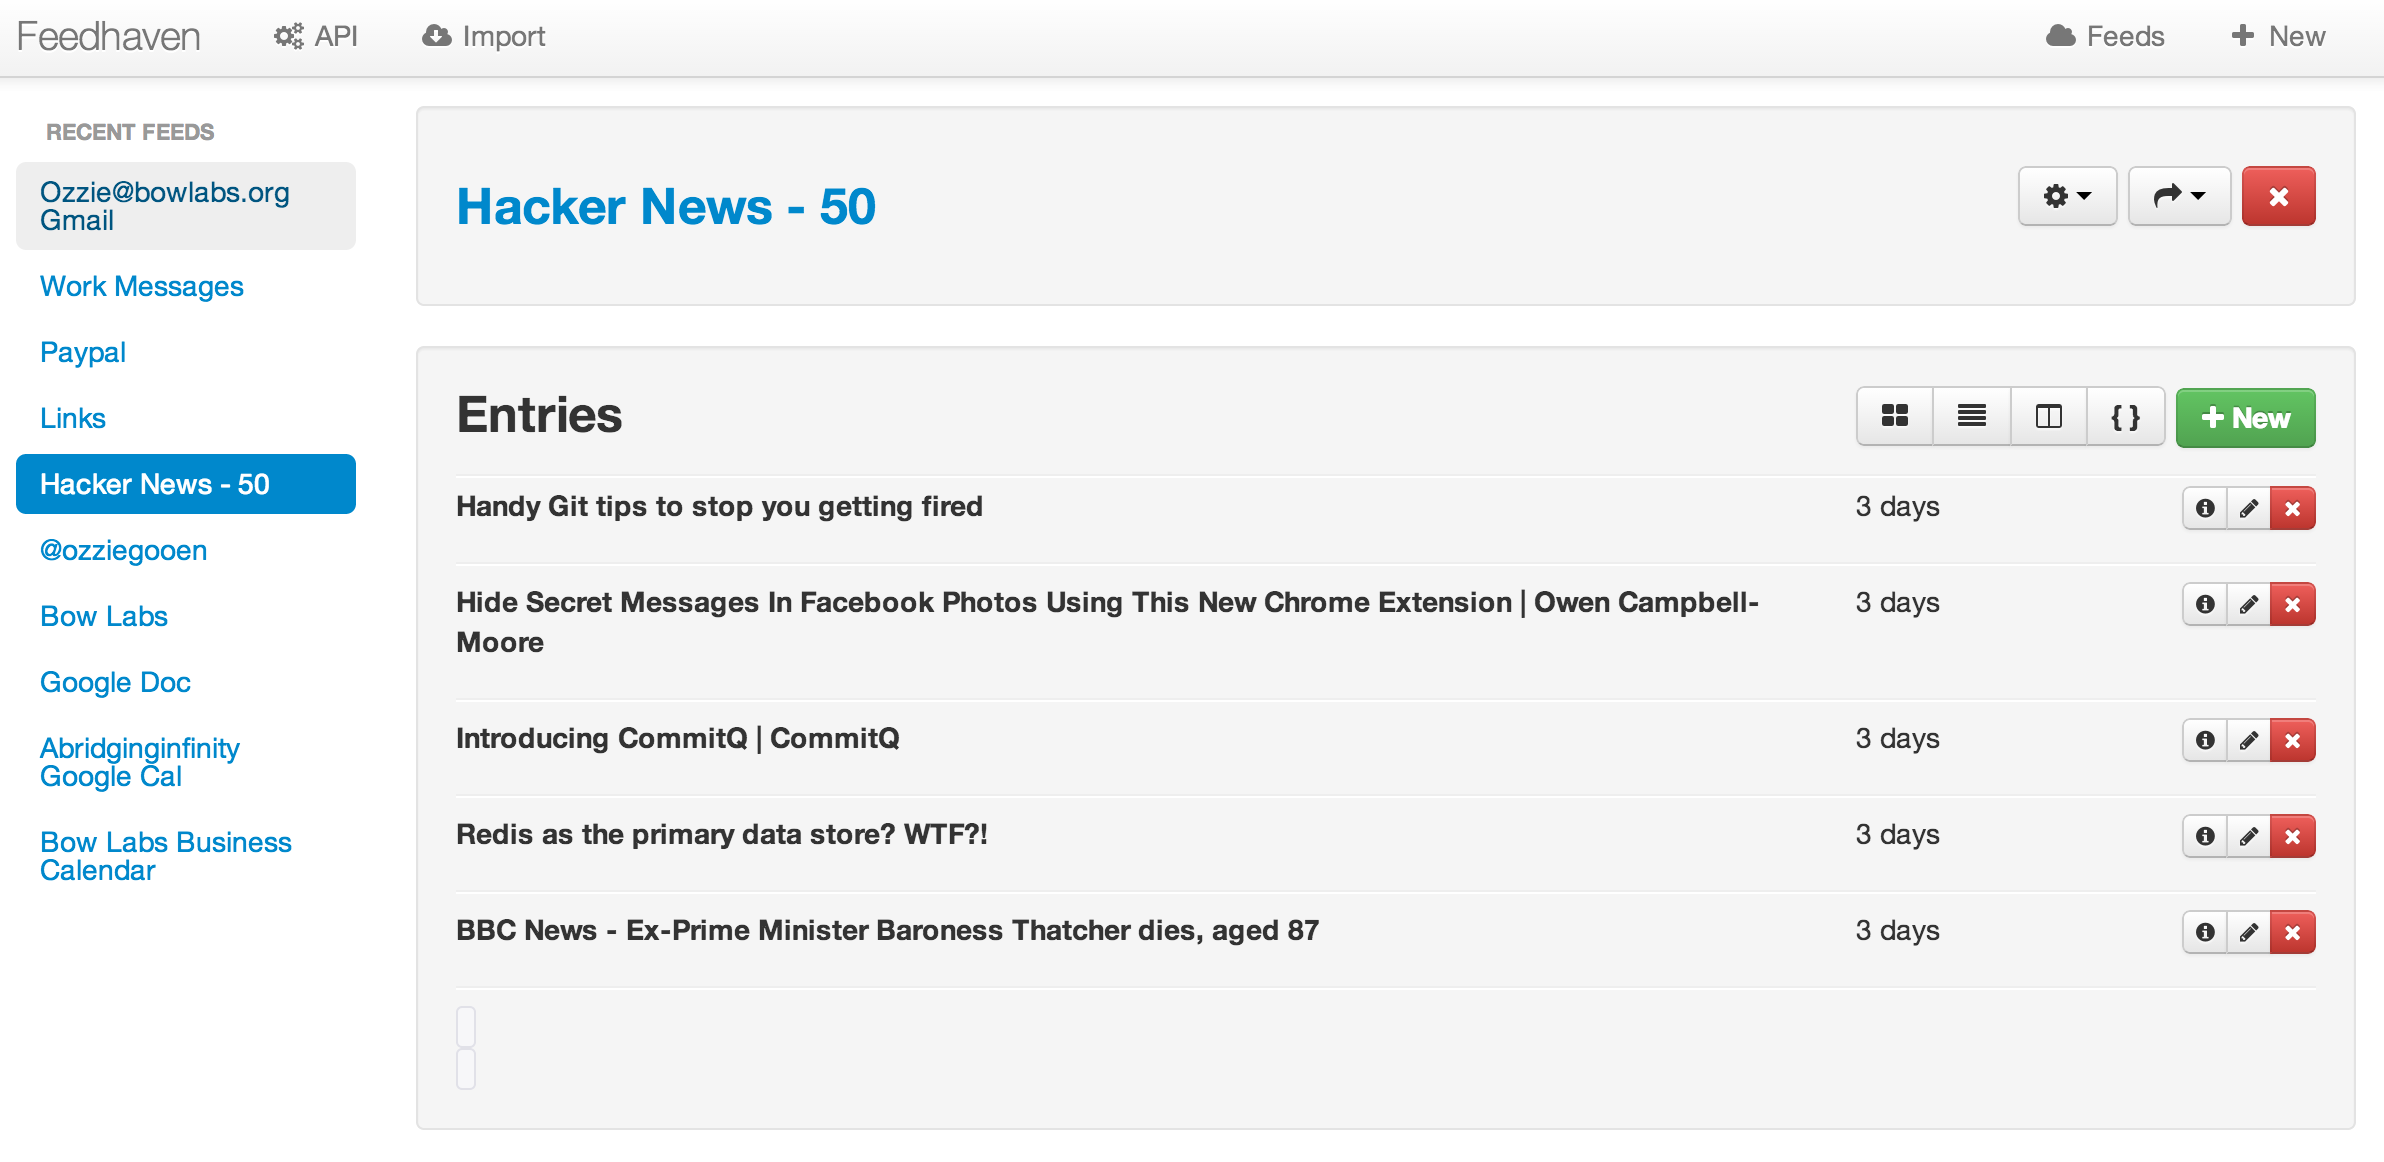 Feedhaven API Import Feeds New
RECENT FEEDS
Ozzie@bowlabs.org
Gmail
Work Messages
Paypal
Links
Hacker News - 50
@ozziegooen
Bow Labs
Google Doc
Abridginginfinity
Google Cal
Bow Labs Business
Calendar
Hacker News - 50
Entries { } New
Handy Git tips to stop you getting fired 3 days
Hide Secret Messages In Facebook Photos Using This New Chrome Extension | Owen Campbell- 3 days
Moore
Introducing CommitQ | CommitQ 3 days
Redis as the primary data store? WTF?! 3 days
BBC News - Ex-Prime Minister Baroness Thatcher dies, aged 87 3 days